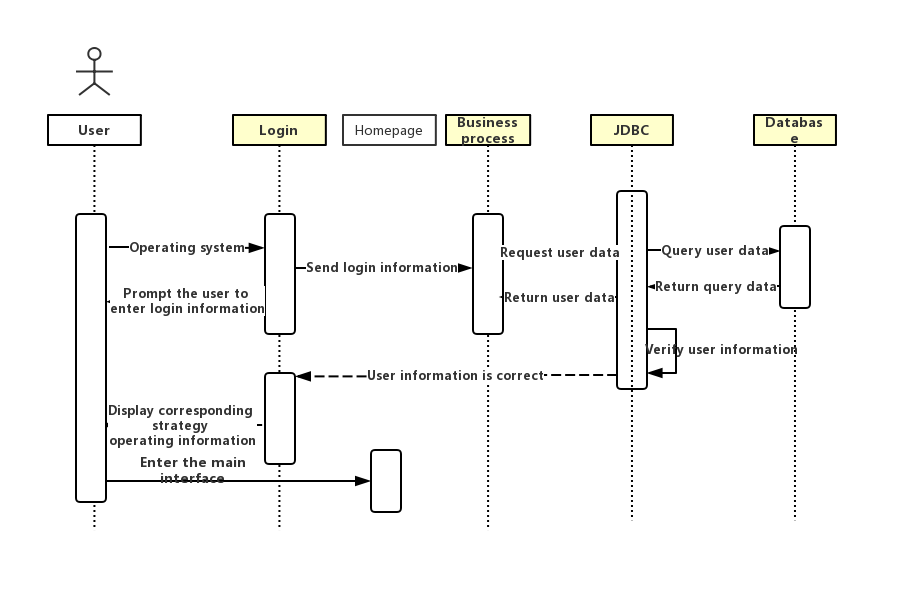 User
Login
Homepage
Business
process
JDBC
Databas
e
Operating system
Send login information
Request user data
Query user data
Prompt the user to
enter login information
Return user data
Return query data
Verify user information
User information is correct
Display corresponding
strategy
operating information
Enter the main
interface